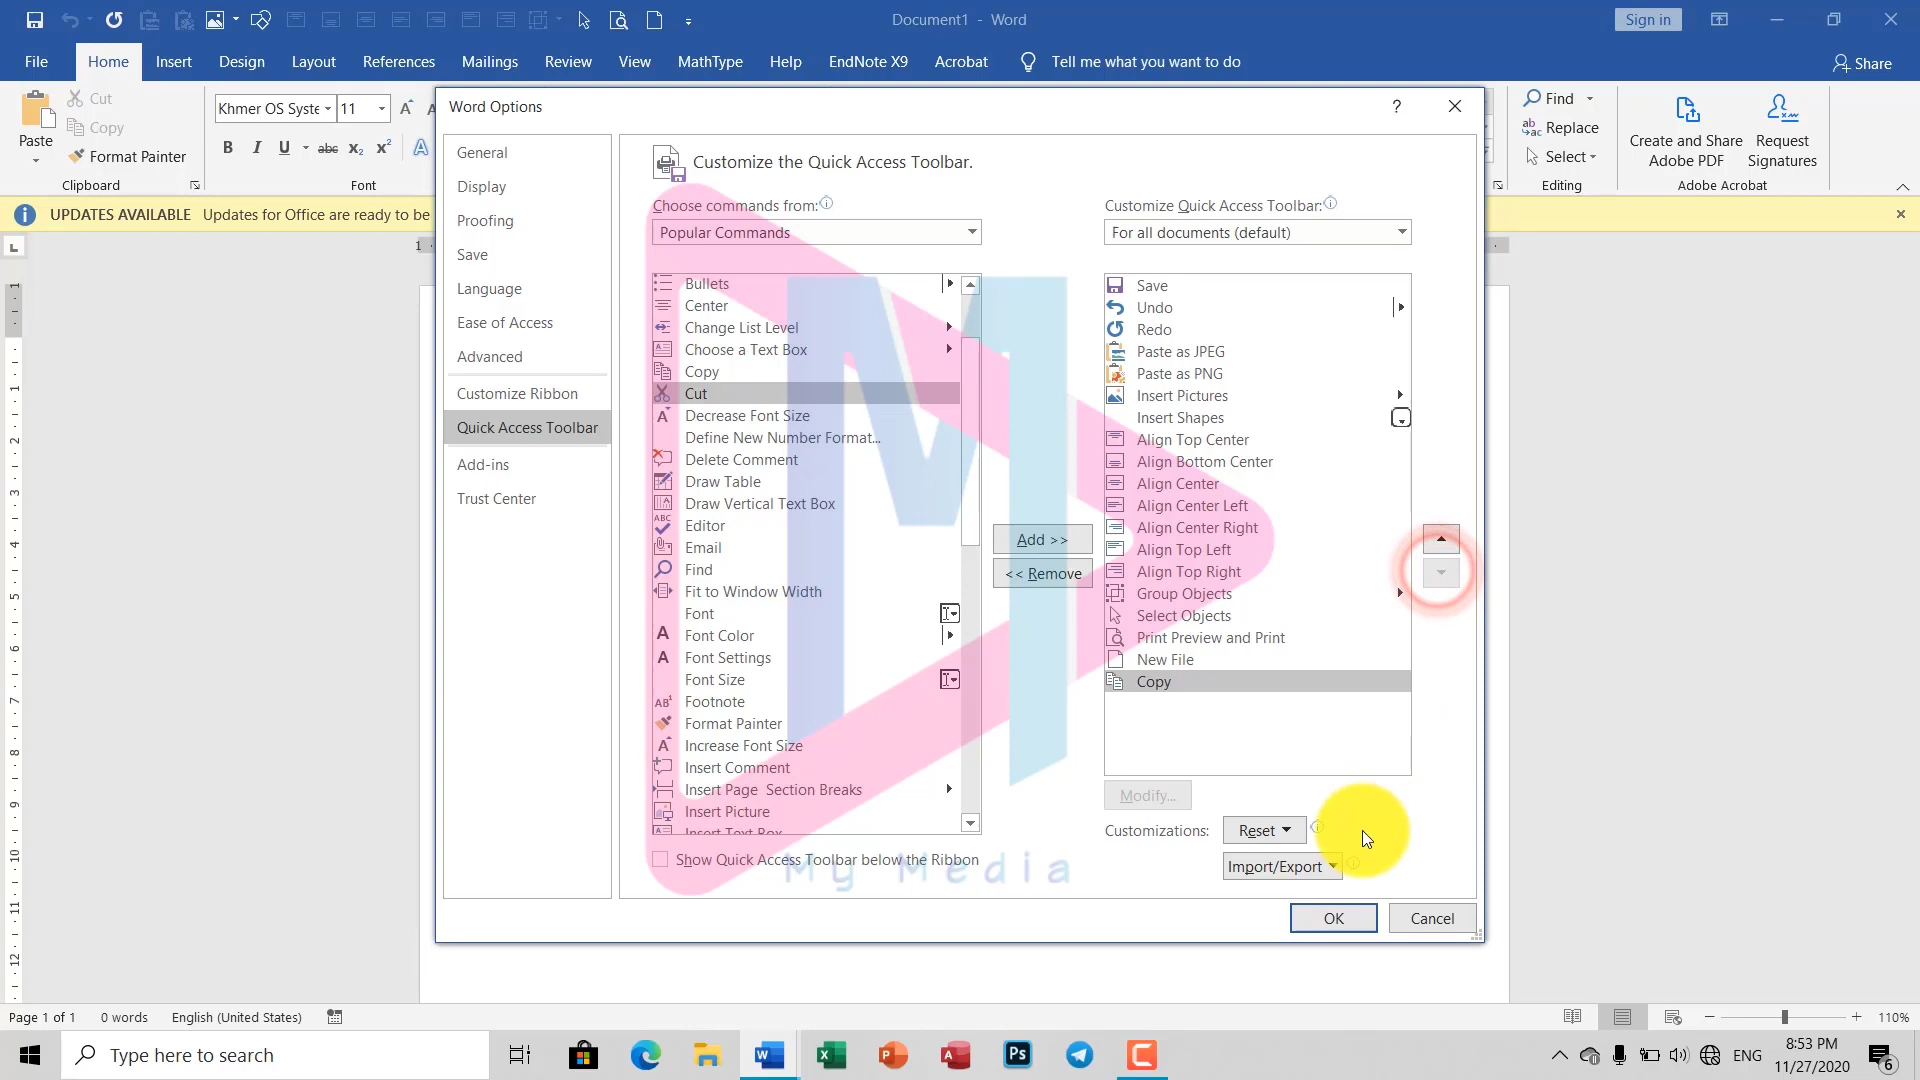 Document1 - Word
Sign in
File Home Insert Design Layout References Mailings Review View MathType Help EndNote X9 Acrobat Tell me what you want to do Share
Paste
Cut
Copy
Format Painter
Clipboard
Khmer OS Syste 11
B I U abc X₂ X²
Font
Find
Replace
Select
Editing
Create and Share
Adobe PDF
Request
Signatures
Adobe Acrobat
UPDATES AVAILABLE Updates for Office are ready to be
Word Options
General
Display
Proofing
Save
Language
Ease of Access
Advanced
Customize Ribbon
Quick Access Toolbar
Add-ins
Trust Center
Customize the Quick Access Toolbar.
Choose commands from:
Popular Commands
Bullets
Center
Change List Level
Choose a Text Box
Copy
Cut
Decrease Font Size
Define New Number Format...
Delete Comment
Draw Table
Draw Vertical Text Box
Editor
Email
Find
Fit to Window Width
Font
Font Color
Font Settings
Font Size
Footnote
Format Painter
Increase Font Size
Insert Comment
Insert Page Section Breaks
Insert Picture
Insert Text Box
Show Quick Access Toolbar below the Ribbon
Add >>
<< Remove
Customize Quick Access Toolbar:
For all documents (default)
Save
Undo
Redo
Paste as JPEG
Paste as PNG
Insert Pictures
Insert Shapes
Align Top Center
Align Bottom Center
Align Center
Align Center Left
Align Center Right
Align Top Left
Align Top Right
Group Objects
Select Objects
Print Preview and Print
New File
Copy
Modify...
Customizations: Reset
Import/Export
OK Cancel
My Media
Page 1 of 1 0 words English (United States) 110%
Type here to search
ENG
8:53 PM
11/27/2020
6